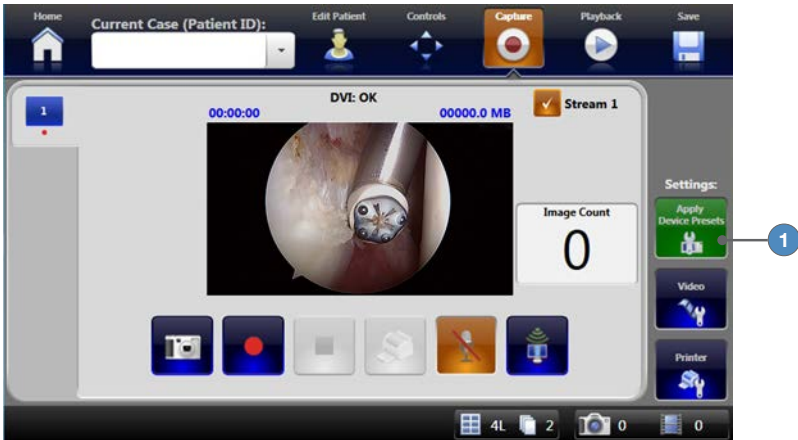 Home
Current Case (Patient ID):
Edit Patient
Controls
Capture
Playback
Save
1
DVI: OK
00:00:00
00000.0 MB
Stream 1
Image Count
0
Settings:
Apply
Device Presets
1
Video
Printer
4L
2
0
0